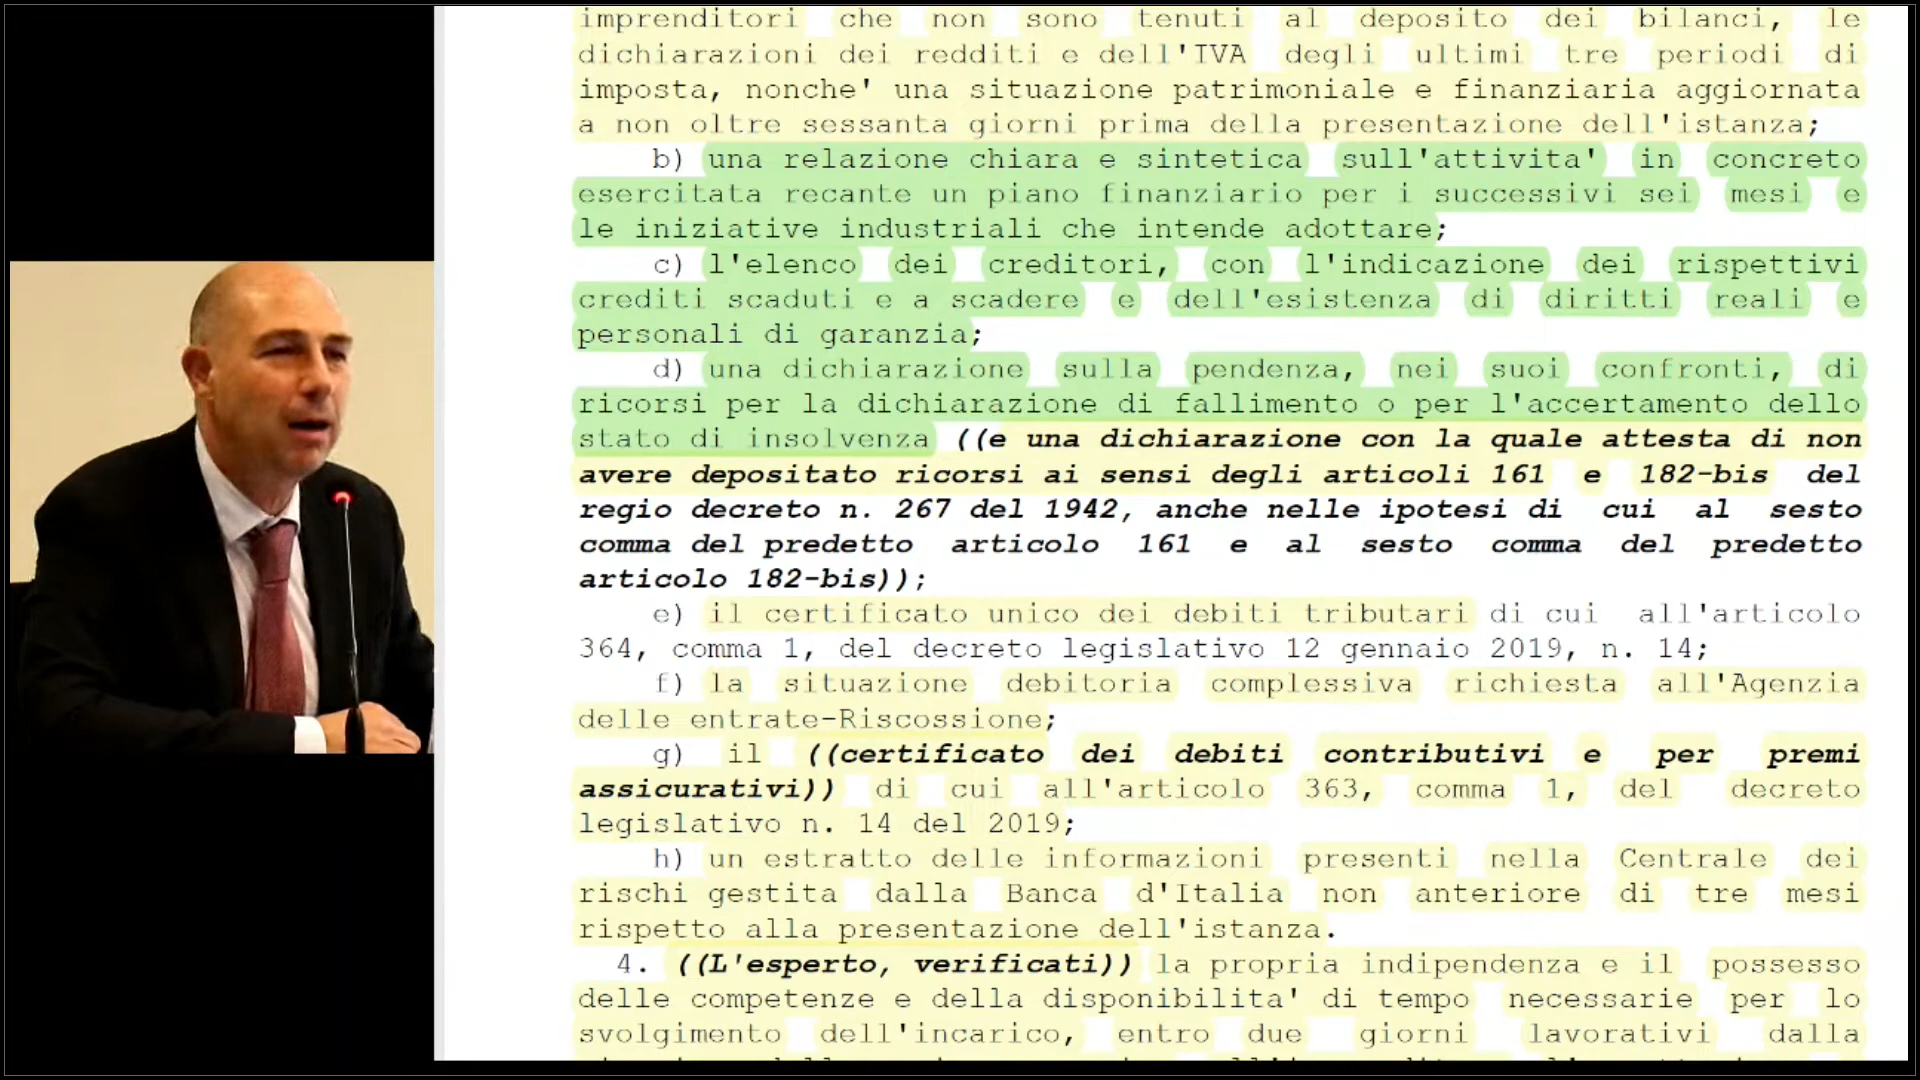 imprenditori che non sono tenuti al deposito dei bilanci, le
dichiarazioni dei redditi e dell'IVA degli ultimi tre periodi di
imposta, nonche' una situazione patrimoniale e finanziaria aggiornata
a non oltre sessanta giorni prima della presentazione dell'istanza;
b) una relazione chiara e sintetica sull'attivita' in concreto
esercitata recante un piano finanziario per i successivi sei mesi e
le iniziative industriali che intende adottare;
c) l'elenco dei creditori, con l'indicazione dei rispettivi
crediti scaduti e a scadere e dell'esistenza di diritti reali e
personali di garanzia;
d) una dichiarazione sulla pendenza, nei suoi confronti, di
ricorsi per la dichiarazione di fallimento o per l'accertamento dello
stato di insolvenza ((e una dichiarazione con la quale attesta di non
avere depositato ricorsi ai sensi degli articoli 161 e 182-bis del
regio decreto n. 267 del 1942, anche nelle ipotesi di cui al sesto
comma del predetto articolo 161 e al sesto comma del predetto
articolo 182-bis));
e) il certificato unico dei debiti tributari di cui all'articolo
364, comma 1, del decreto legislativo 12 gennaio 2019, n. 14;
f) la situazione debitoria complessiva richiesta all'Agenzia
delle entrate-Riscossione;
g) il ((certificato dei debiti contributivi e per premi
assicurativi)) di cui all'articolo 363, comma 1, del decreto
legislativo n. 14 del 2019;
h) un estratto delle informazioni presenti nella Centrale dei
rischi gestita dalla Banca d'Italia non anteriore di tre mesi
rispetto alla presentazione dell'istanza.
4. ((L'esperto, verificati)) la propria indipendenza e il possesso
delle competenze e della disponibilita' di tempo necessarie per lo
svolgimento dell'incarico, entro due giorni lavorativi dalla